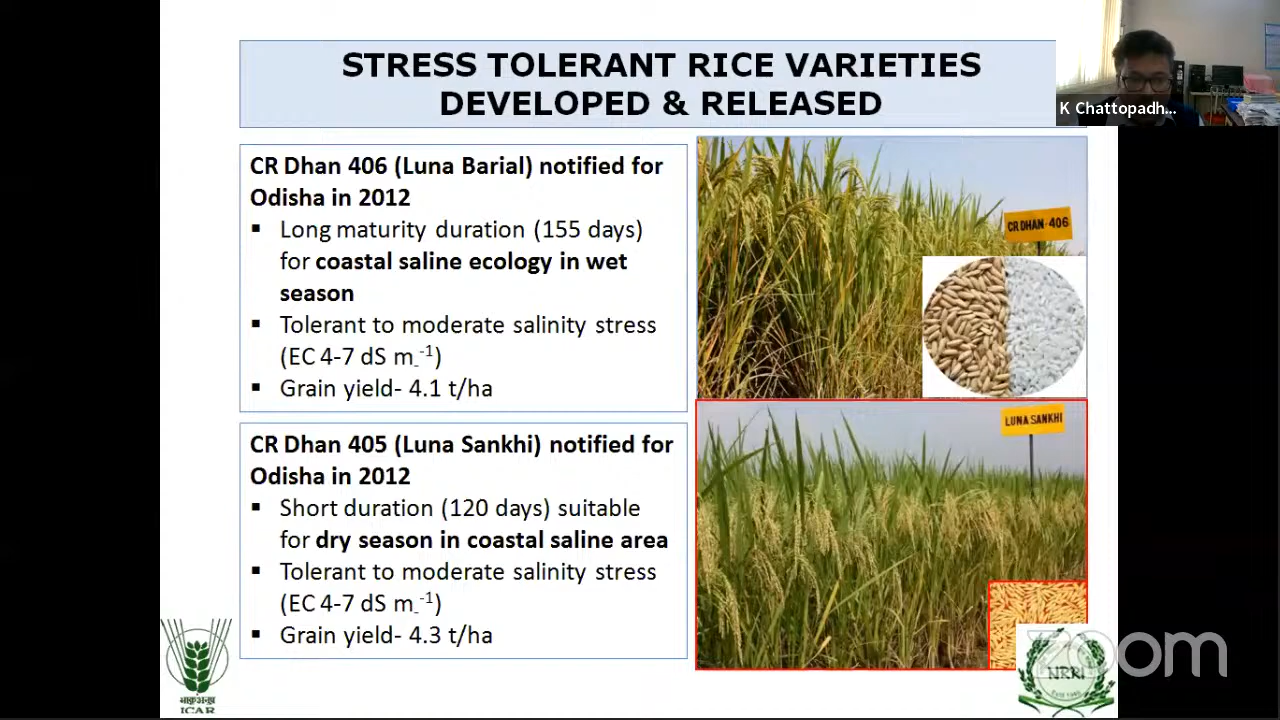 STRESS TOLERANT RICE VARIETIES
DEVELOPED & RELEASED
K Chattopadh...
CR Dhan 406 (Luna Barial) notified for
Odisha in 2012
▪ Long maturity duration (155 days)
for coastal saline ecology in wet
season
▪ Tolerant to moderate salinity stress
(EC 4-7 dS m-¹)
▪ Grain yield- 4.1 t/ha
CR DHAN-406
CR Dhan 405 (Luna Sankhi) notified for
Odisha in 2012
▪ Short duration (120 days) suitable
for dry season in coastal saline area
▪ Tolerant to moderate salinity stress
(EC 4-7 dS m-¹)
▪ Grain yield- 4.3 t/ha
LUNA SANKHI
ICAR
NRRI
zoom